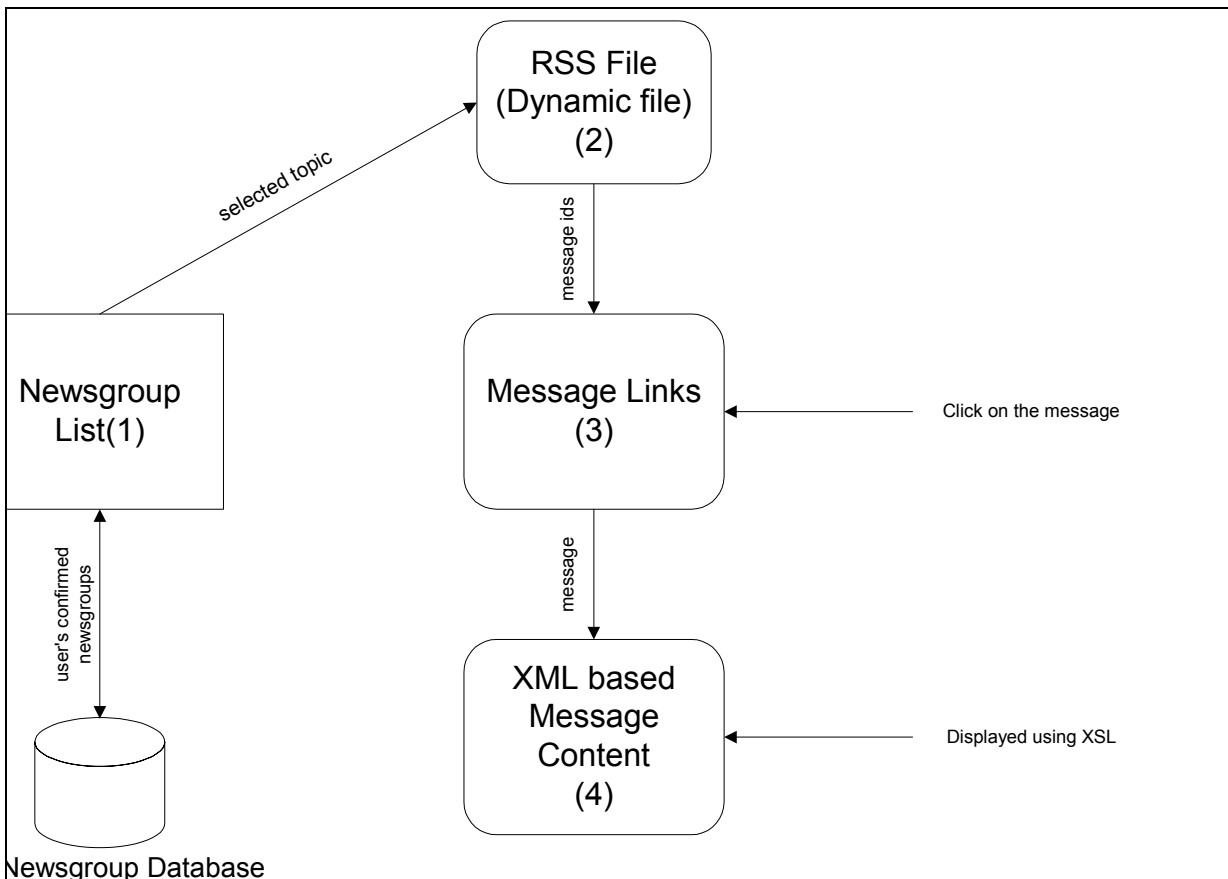 RSS File
(Dynamic file)
(2)
selected topic
message ids
Newsgroup
List(1)
Message Links
(3)
Click on the message
user's confirmed
newsgroups
message
XML based
Message
Content
(4)
Displayed using XSL
Newsgroup Database